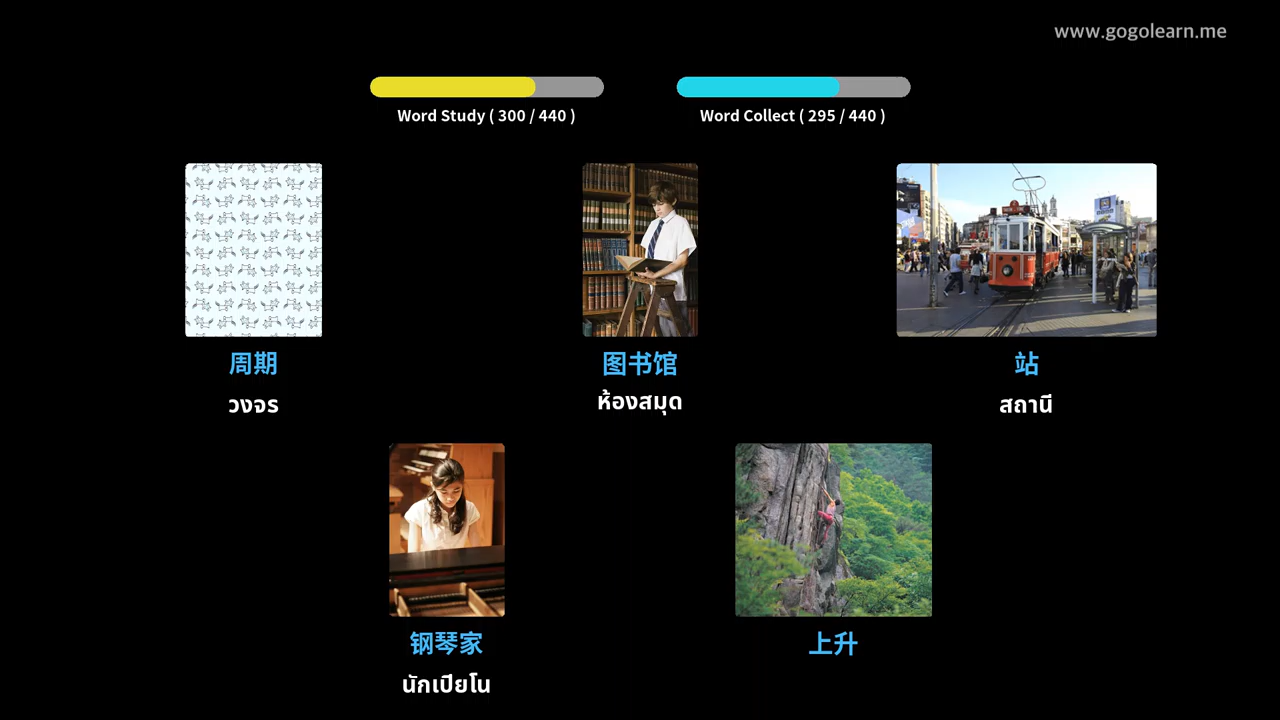 www.gogolearn.me
Word Study ( 300 / 440 )
Word Collect ( 295 / 440 )
周期
วงจร
图书馆
ห้องสมุด
站
สถานี
钢琴家
นักเปียโน
上升